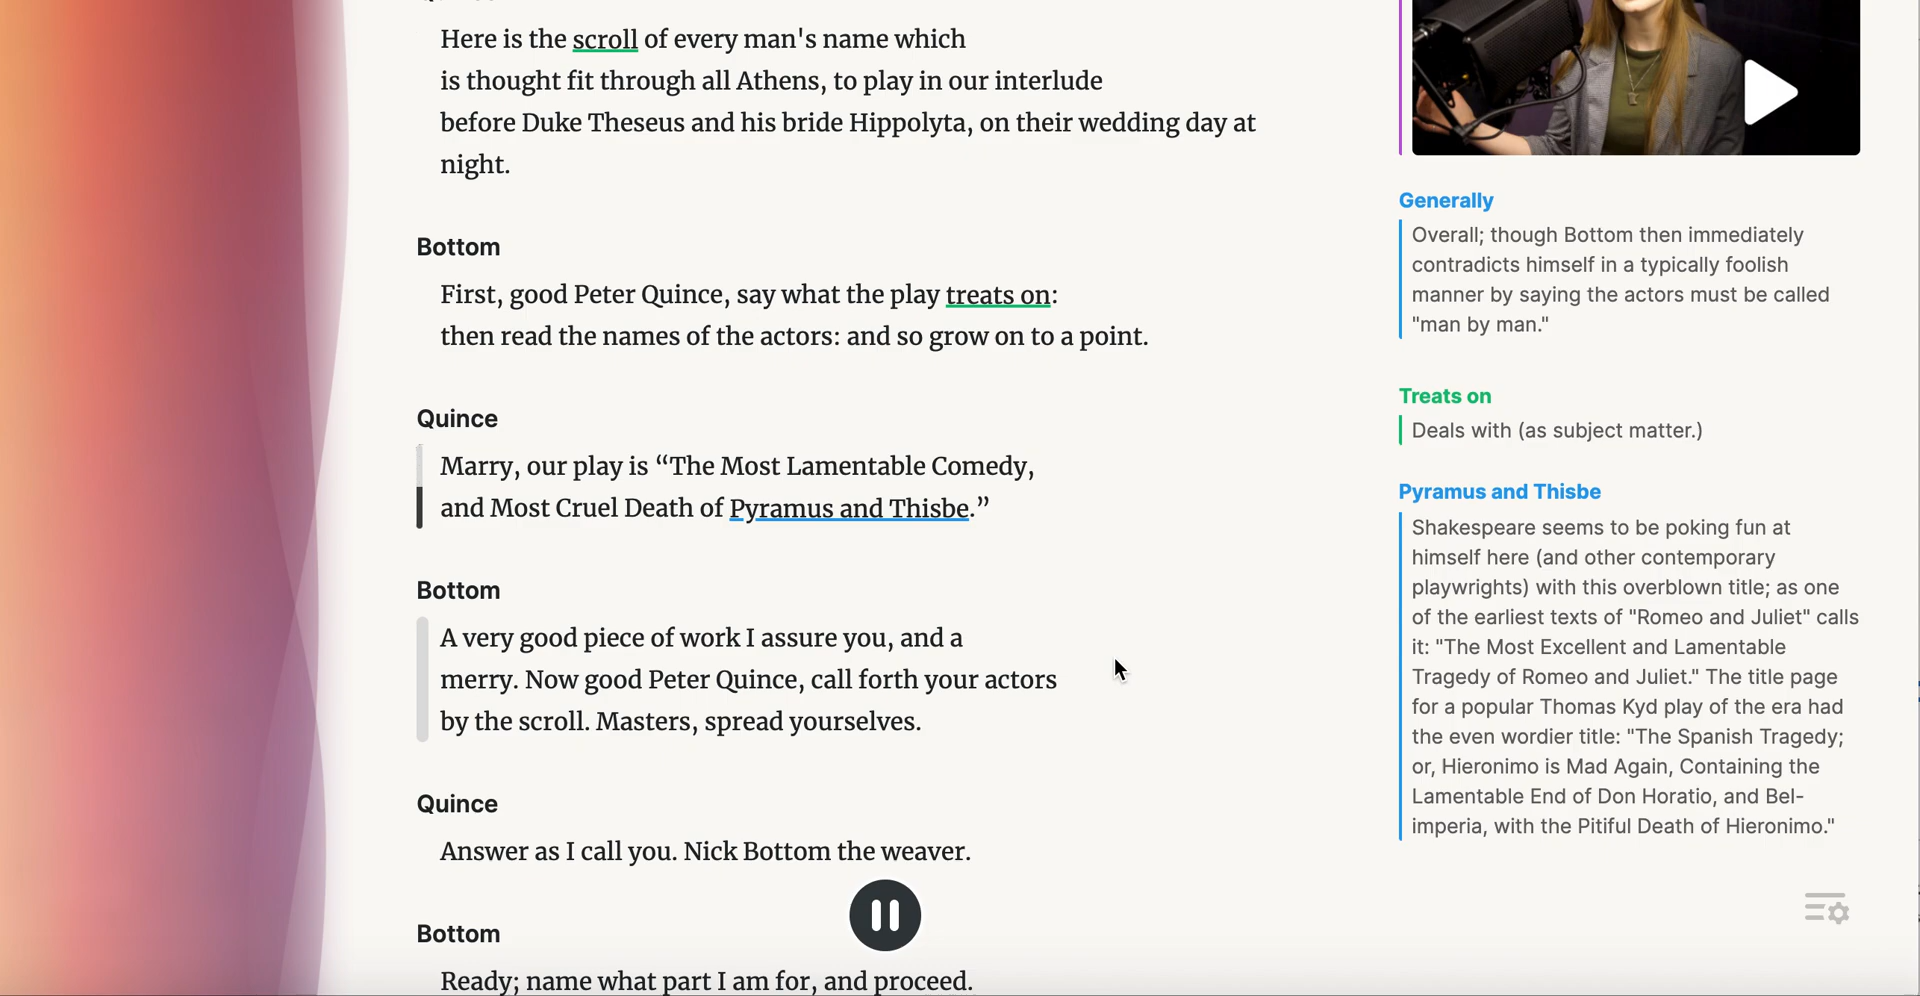 Here is the scroll of every man's name which
is thought fit through all Athens, to play in our interlude
before Duke Theseus and his bride Hippolyta, on their wedding day at
night.
Bottom
First, good Peter Quince, say what the play treats on:
then read the names of the actors: and so grow on to a point.
Quince
Marry, our play is “The Most Lamentable Comedy,
and Most Cruel Death of Pyramus and Thisbe.”
Bottom
A very good piece of work I assure you, and a
merry. Now good Peter Quince, call forth your actors
by the scroll. Masters, spread yourselves.
Quince
Answer as I call you. Nick Bottom the weaver.
Bottom
Ready; name what part I am for, and proceed.
Generally
Overall; though Bottom then immediately
contradicts himself in a typically foolish
manner by saying the actors must be called
"man by man."
Treats on
Deals with (as subject matter.)
Pyramus and Thisbe
Shakespeare seems to be poking fun at
himself here (and other contemporary
playwrights) with this overblown title; as one
of the earliest texts of "Romeo and Juliet" calls
it: "The Most Excellent and Lamentable
Tragedy of Romeo and Juliet." The title page
for a popular Thomas Kyd play of the era had
the even wordier title: "The Spanish Tragedy;
or, Hieronimo is Mad Again, Containing the
Lamentable End of Don Horatio, and Bel-
imperia, with the Pitiful Death of Hieronimo."